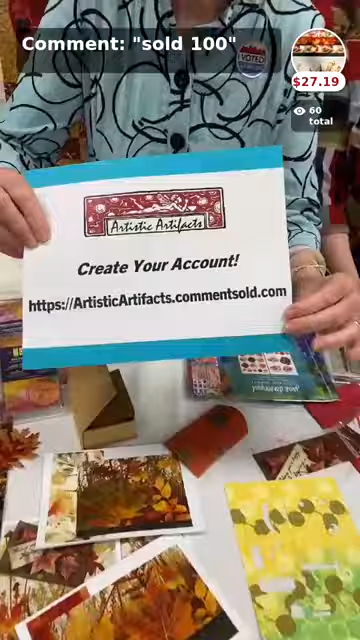 Comment: "sold 100"
I VOTED
$27.19
60
total
Artistic Artifacts
Create Your Account!
https://ArtisticArtifacts.commentsold.com